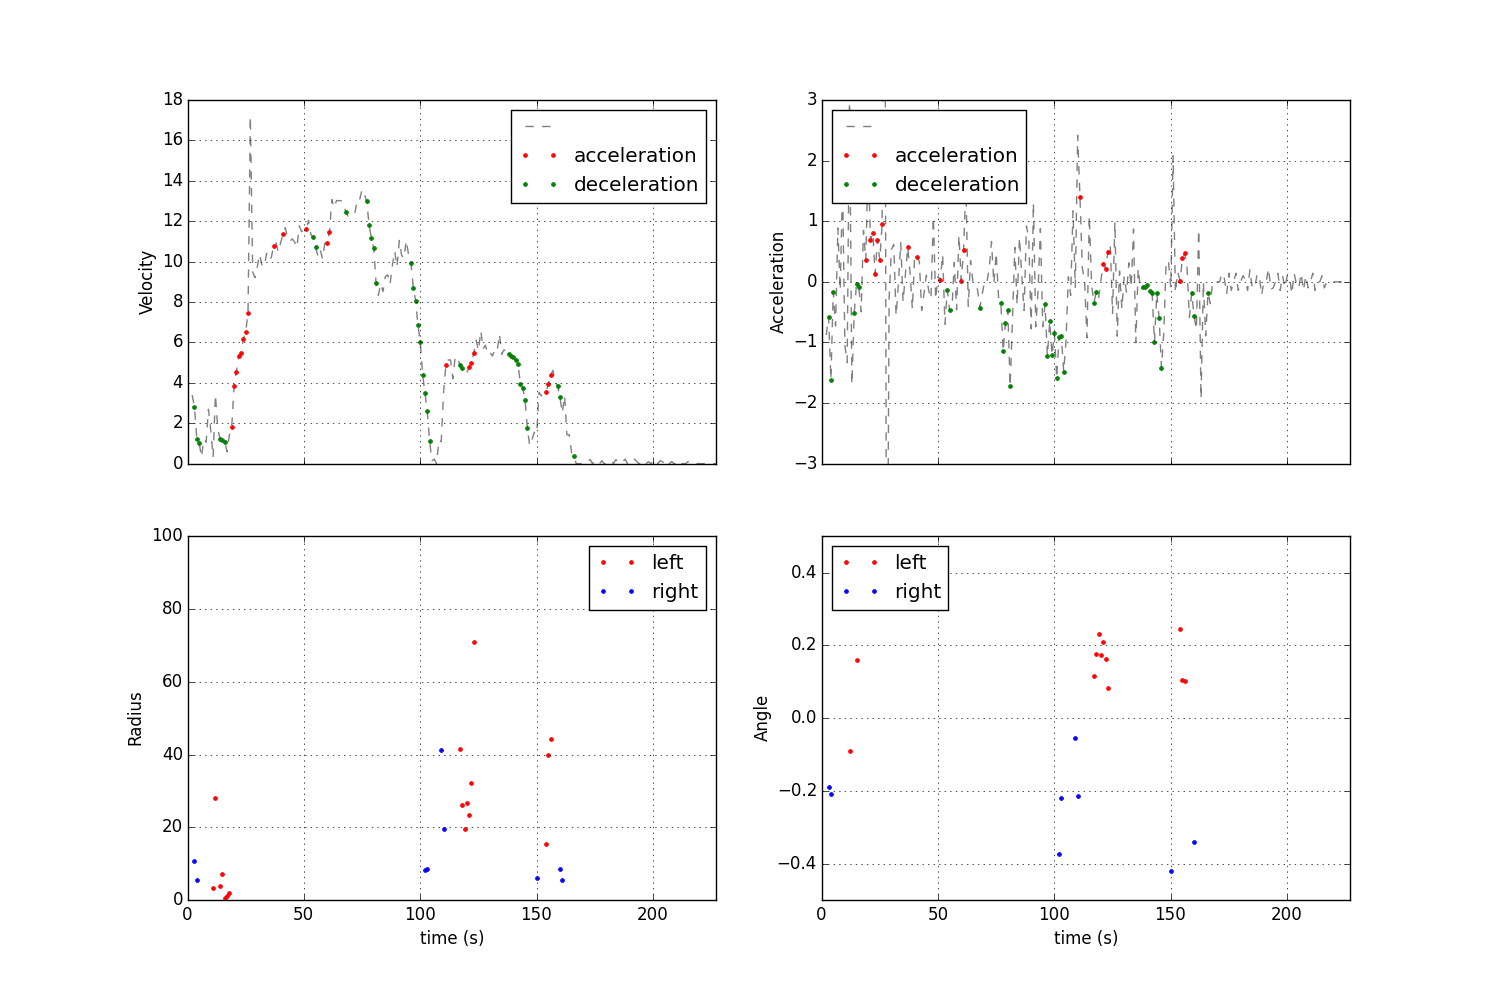 18
16
14
12
10
8
6
4
2
0
Velocity
acceleration
deceleration
3
2
1
0
−1
−2
−3
Acceleration
acceleration
deceleration
100
80
60
40
20
0
Radius
left
right
0 50 100 150 200
time (s)
0.4
0.2
0.0
−0.2
−0.4
Angle
left
right
0 50 100 150 200
time (s)